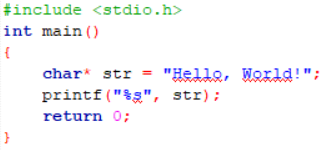 #include <stdio.h>
int main()
{
    char* str = "Hello, World!";
    printf("%s", str);
    return 0;
}